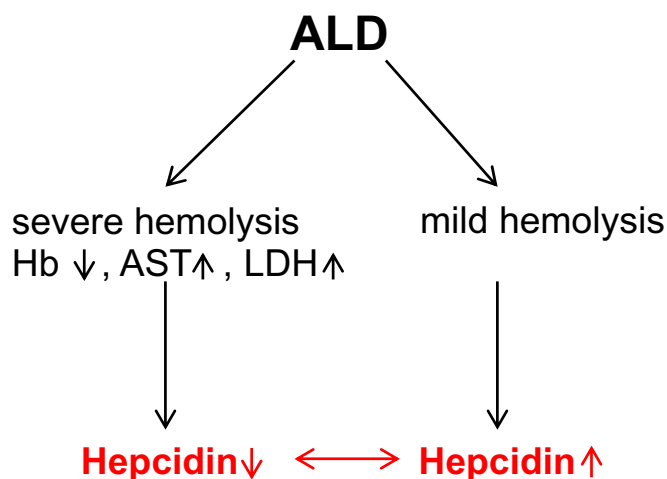 ALD
severe hemolysis
mild hemolysis
Hb ↓ , AST↑ , LDH↑
Hepcidin↓ ↔ Hepcidin↑